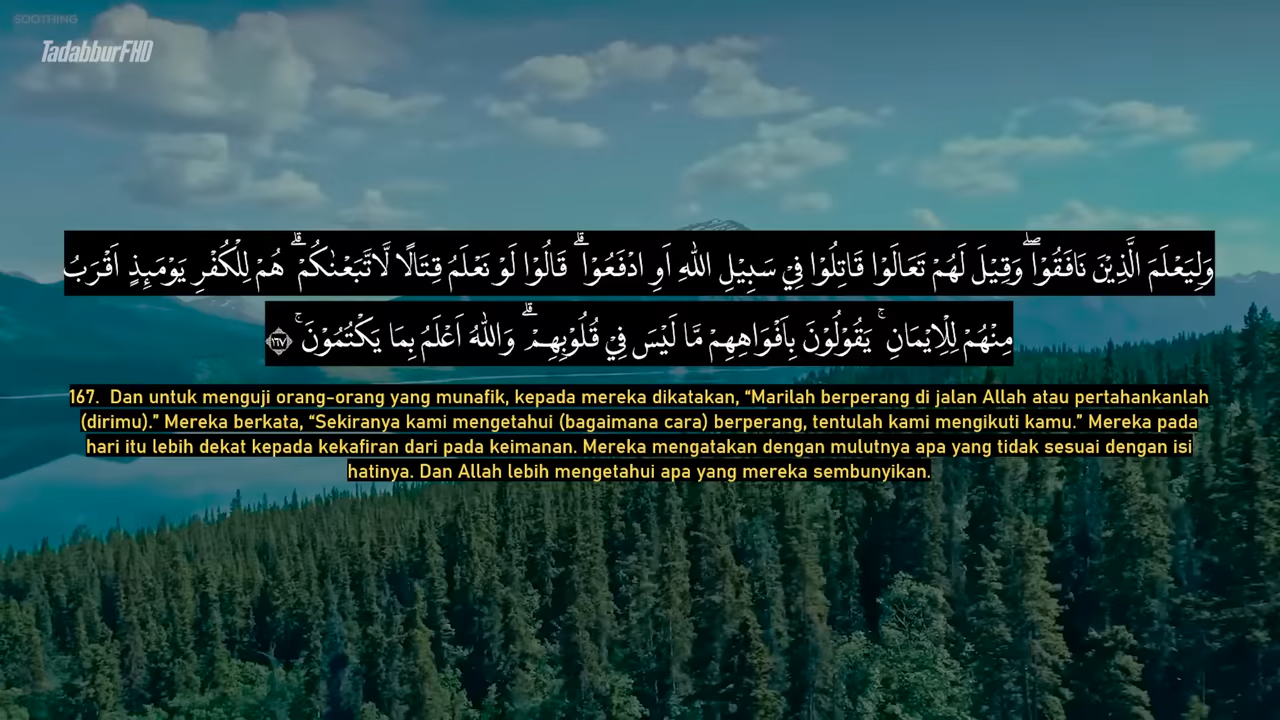 SOOTHING
TadabburFHD
وَلِيَعْلَمَ الَّذِيْنَ نَافَقُوْا ۖوَقِيْلَ لَهُمْ تَعَالَوْا قَاتِلُوْا فِيْ سَبِيْلِ اللّٰهِ اَوِ ادْفَعُوْا ۗ قَالُوْا لَوْ نَعْلَمُ قِتَالًا لَّاتَّبَعْنٰكُمْ ۗ هُمْ لِلْكُفْرِ يَوْمَىِٕذٍ اَقْرَبُ
مِنْهُمْ لِلْاِيْمَانِ ۚ يَقُوْلُوْنَ بِاَفْوَاهِهِمْ مَّا لَيْسَ فِيْ قُلُوْبِهِمْ ۗ وَاللّٰهُ اَعْلَمُ بِمَا يَكْتُمُوْنَ ۚ ١٦٧
167. Dan untuk menguji orang-orang yang munafik, kepada mereka dikatakan, “Marilah berperang di jalan Allah atau pertahankanlah
(dirimu).” Mereka berkata, “Sekiranya kami mengetahui (bagaimana cara) berperang, tentulah kami mengikuti kamu.” Mereka pada
hari itu lebih dekat kepada kekafiran dari pada keimanan. Mereka mengatakan dengan mulutnya apa yang tidak sesuai dengan isi
hatinya. Dan Allah lebih mengetahui apa yang mereka sembunyikan.